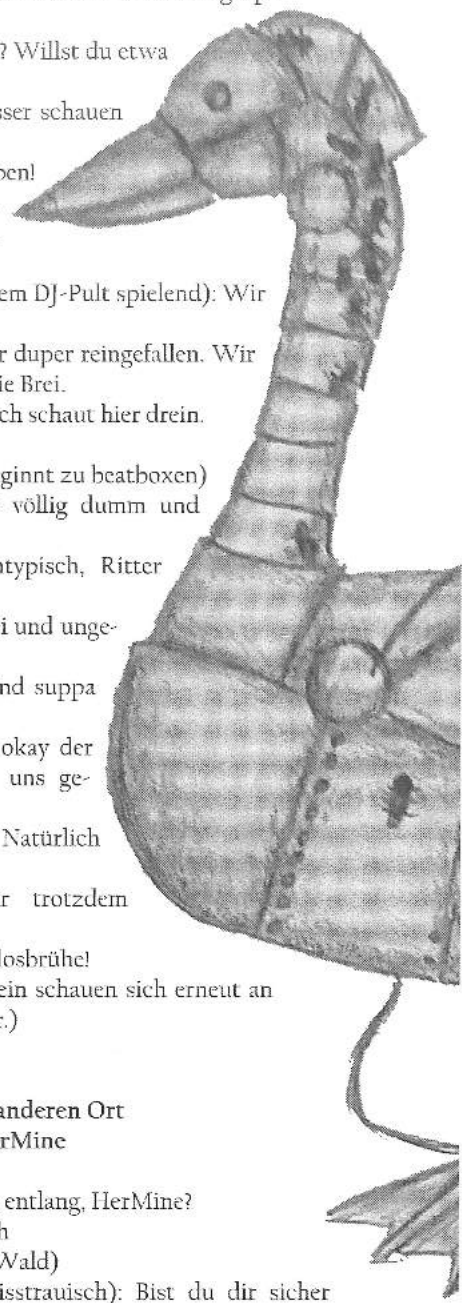 ? Willst du etwa
sser schauen
ben!
em DJ-Pult spielend): Wir
r duper reingefallen. Wir
ie Brei.
ch schaut hier drein.
ginnt zu beatboxen)
völlig dumm und
ntypisch, Ritter
i und unge-
nd suppa
okay der
uns ge-
Natürlich
r trotzdem
losbrühe!
ein schauen sich erneut an
r.)
anderen Ort
rMine
entlang, HerMine?
h
Wald)
isstrauisch): Bist du dir sicher